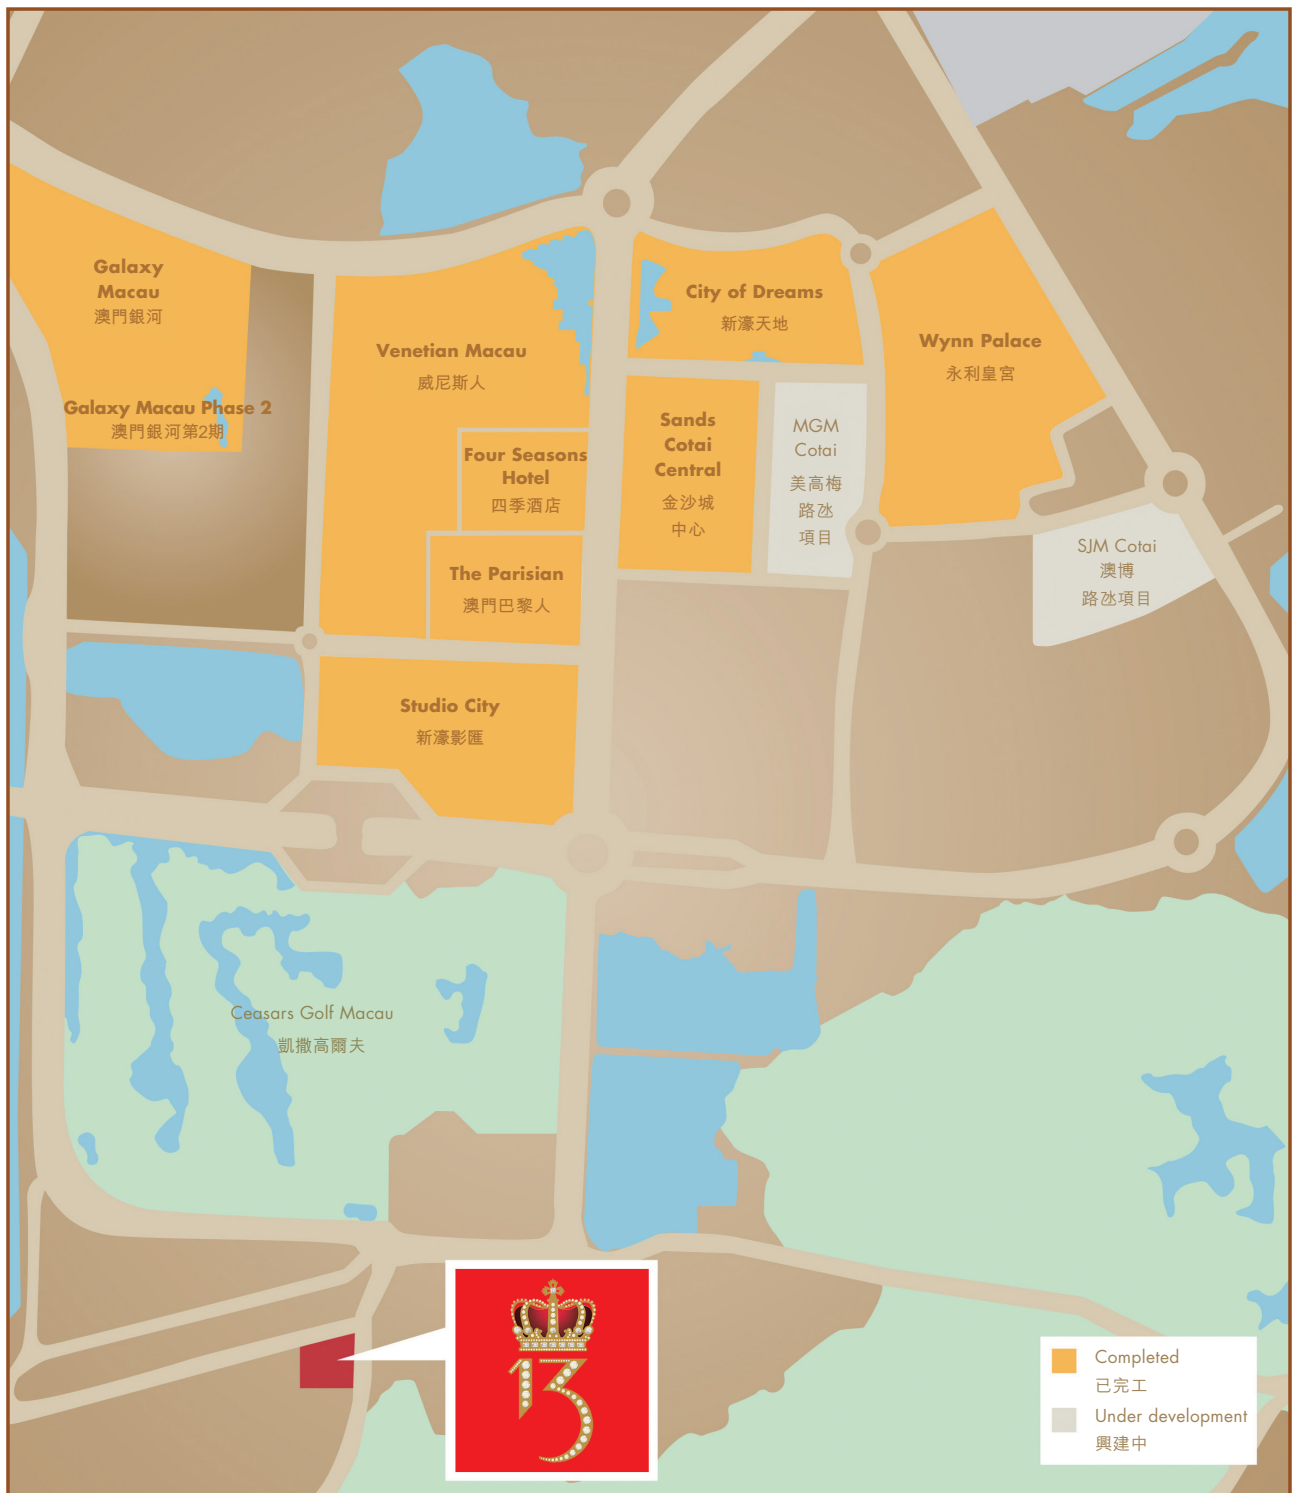 Galaxy
Macau
澳門銀河
Galaxy Macau Phase 2
澳門銀河第2期
Venetian Macau
威尼斯人
Four Seasons
Hotel
四季酒店
The Parisian
澳門巴黎人
Studio City
新濠影匯
City of Dreams
新濠天地
Sands
Cotai
Central
金沙城
中心
MGM
Cotai
美高梅
路氹
項目
Wynn Palace
永利皇宮
SJM Cotai
澳博
路氹項目
Ceasars Golf Macau
凱撒高爾夫
13
Completed
已完工
Under development
興建中